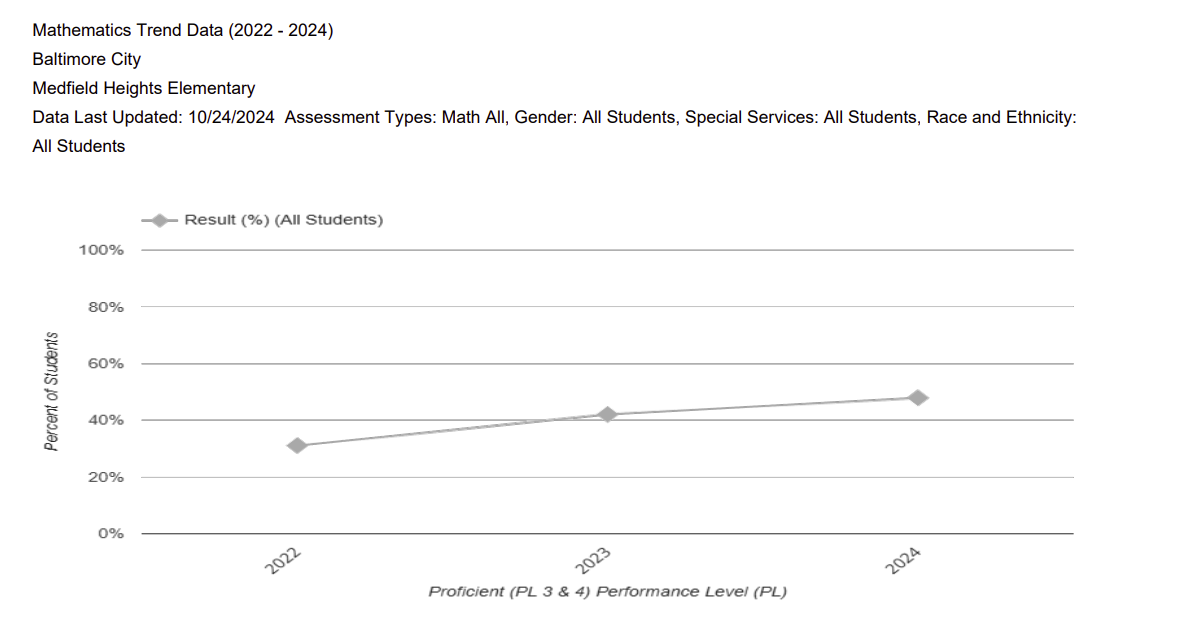 Mathematics Trend Data (2022 - 2024)
Baltimore City
Medfield Heights Elementary
Data Last Updated: 10/24/2024  Assessment Types: Math All, Gender: All Students, Special Services: All Students, Race and Ethnicity:
All Students
Result (%) (All Students)
100%
80%
60%
40%
20%
0%
Percent of Students
2022
2023
2024
Proficient (PL 3 & 4) Performance Level (PL)